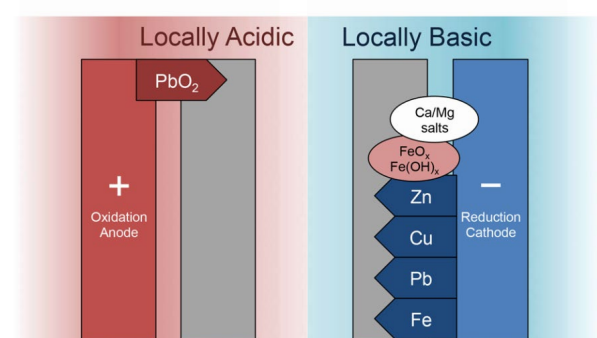 Locally Acidic
Locally Basic
PbO₂
Ca/Mg
salts
FeOₓ
Fe(OH)ₓ
+
Oxidation
Anode
−
Reduction
Cathode
Zn
Cu
Pb
Fe